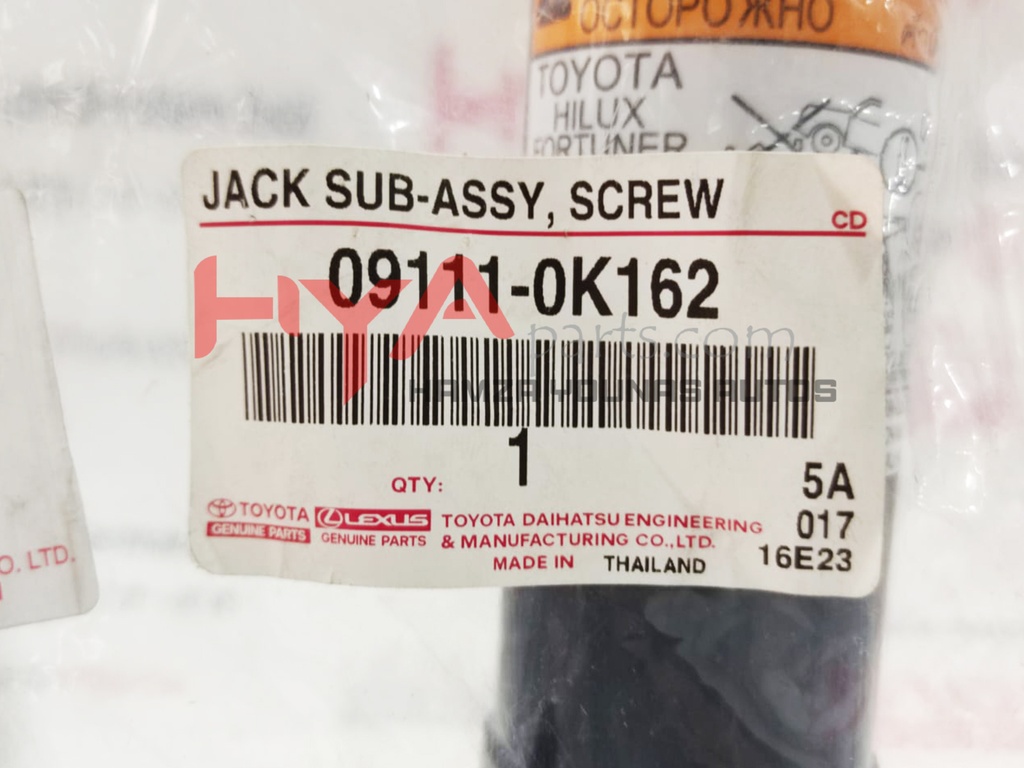 ОСТОРОЖНО
TOYOTA
HILUX
FORTUNER
JACK SUB-ASSY, SCREW
CD
09111-0K162
HYA parts.com
HAMZA YOUNAS AUTOS
1
QTY:
5A
TOYOTA LEXUS TOYOTA DAIHATSU ENGINEERING 017
GENUINE PARTS GENUINE PARTS & MANUFACTURING CO.,LTD.
MADE IN THAILAND 16E23
O. LTD.